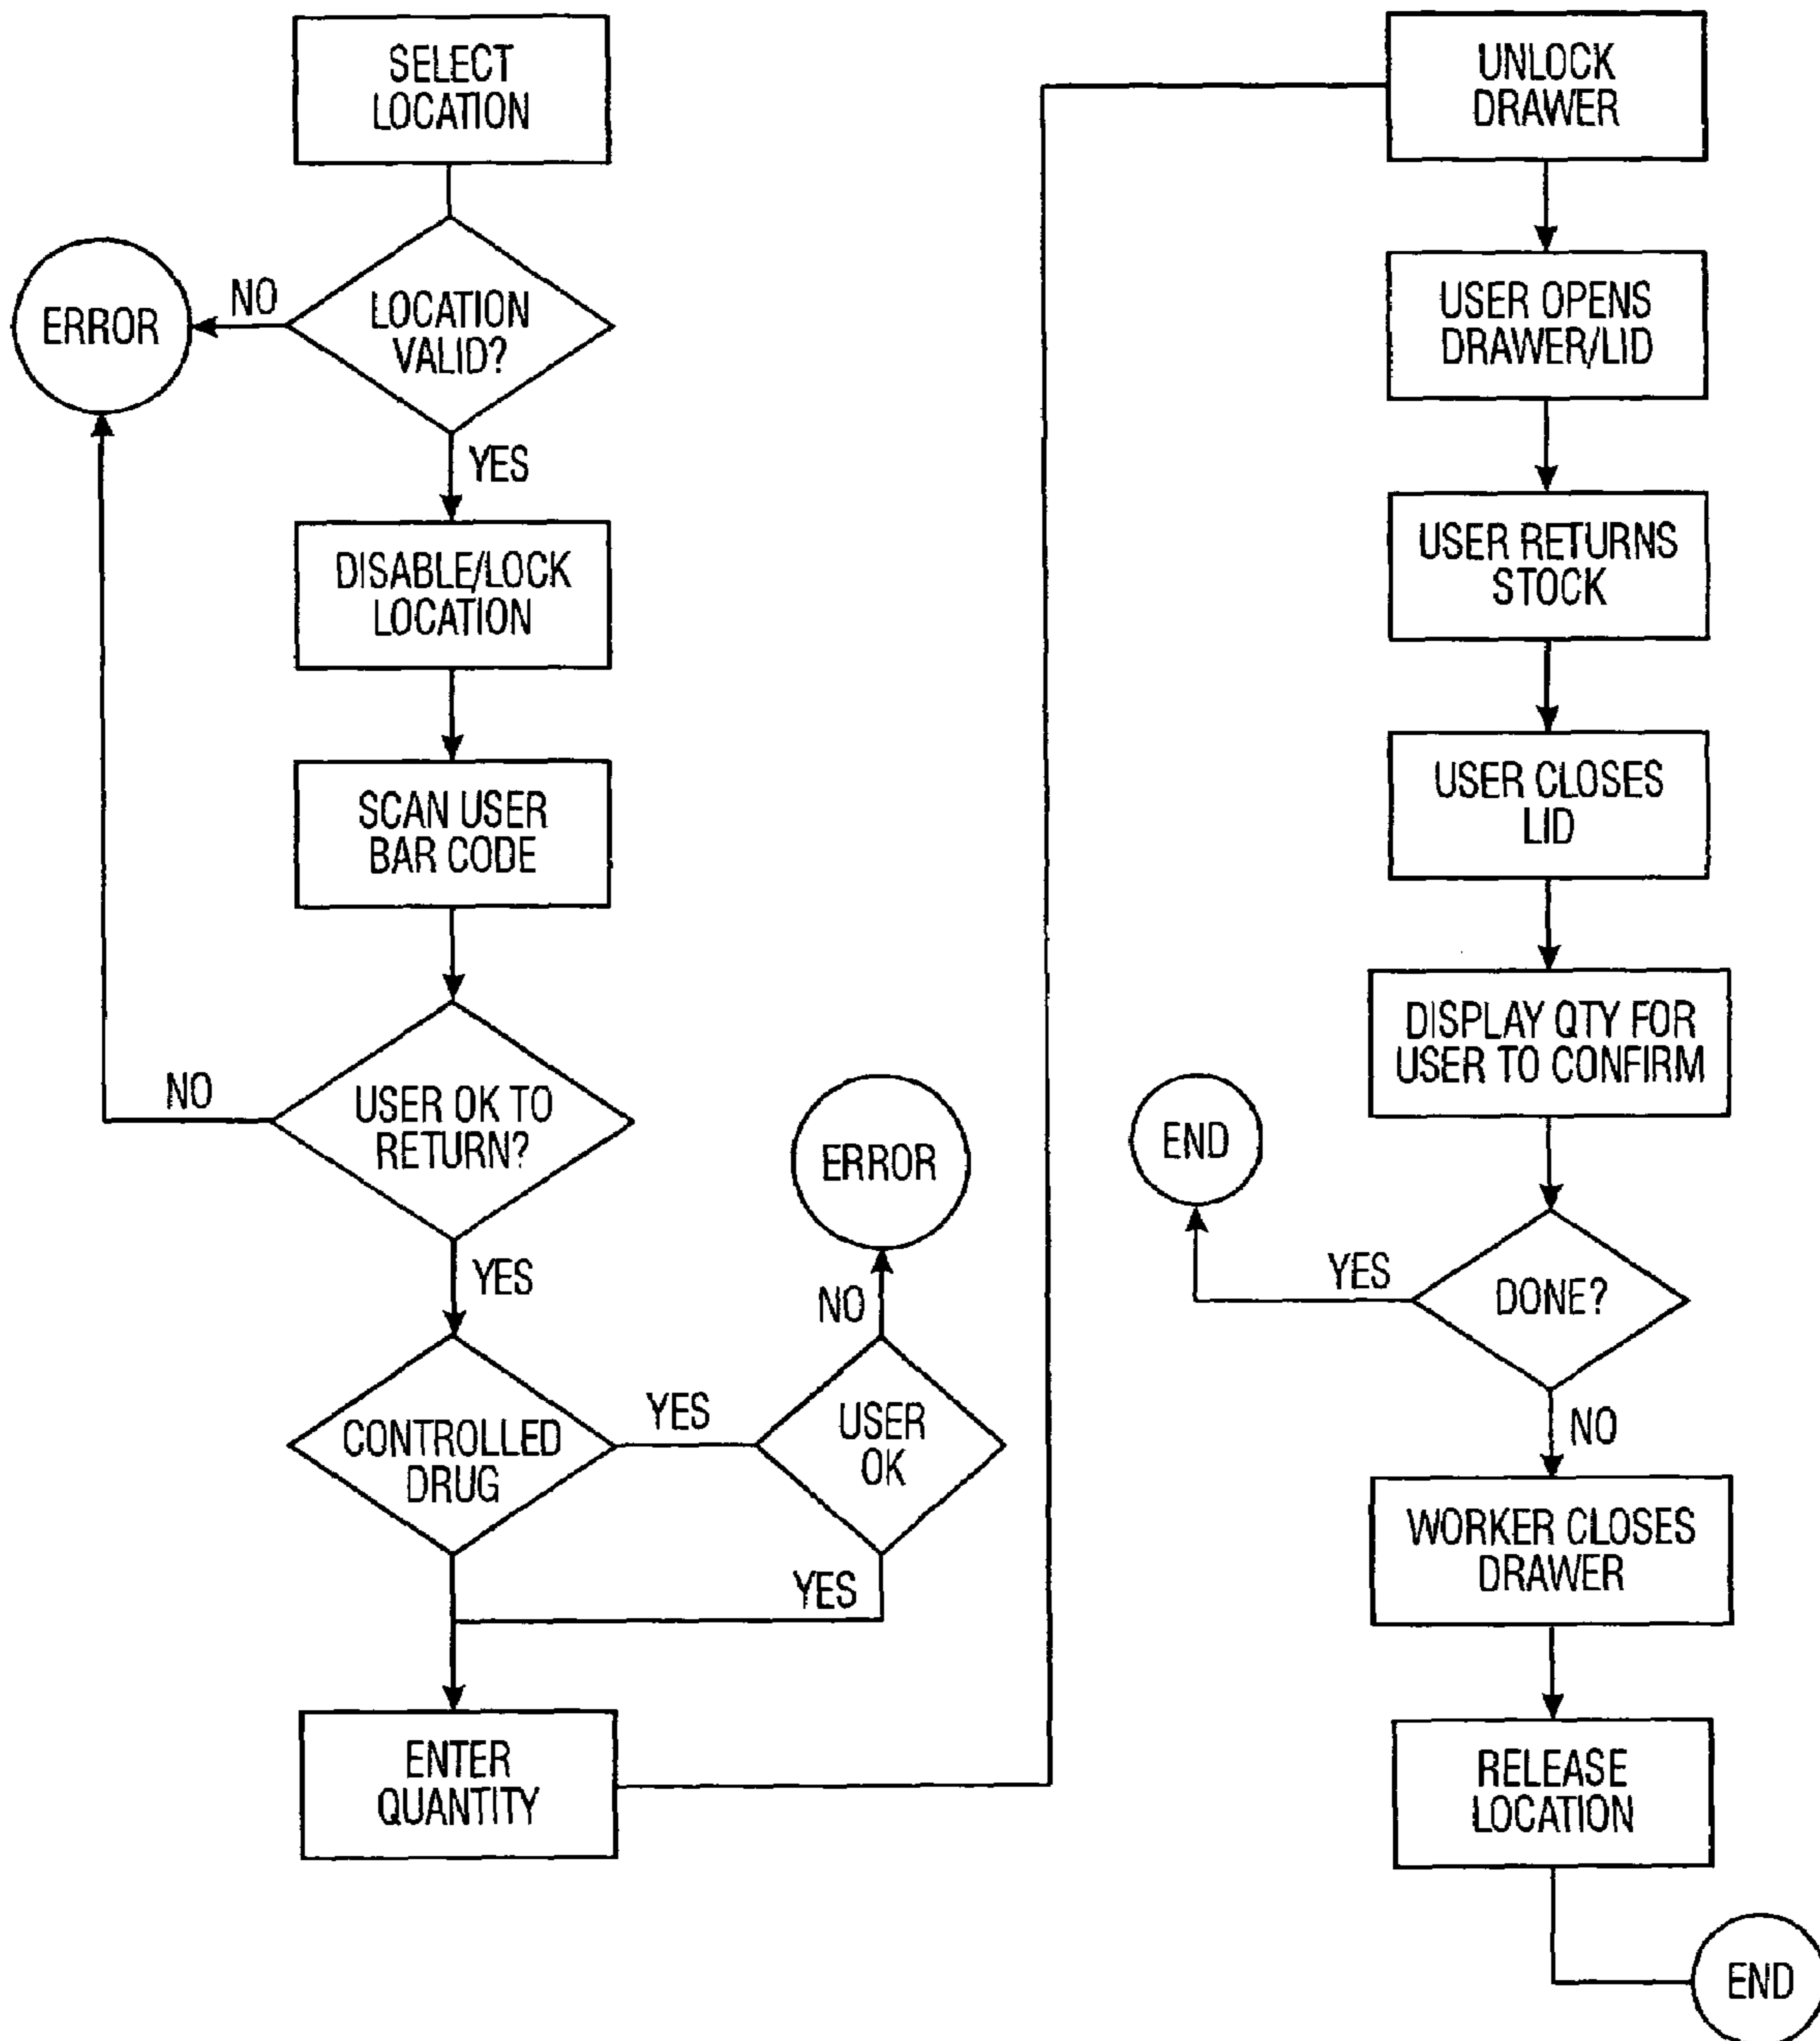 SELECT
LOCATION
ERROR
NO
LOCATION
VALID?
YES
DISABLE/LOCK
LOCATION
SCAN USER
BAR CODE
NO
USER OK TO
RETURN?
YES
ERROR
NO
CONTROLLED
DRUG
YES
USER
OK
YES
ENTER
QUANTITY
UNLOCK
DRAWER
USER OPENS
DRAWER/LID
USER RETURNS
STOCK
USER CLOSES
LID
DISPLAY QTY FOR
USER TO CONFIRM
END
YES
DONE?
NO
WORKER CLOSES
DRAWER
RELEASE
LOCATION
END